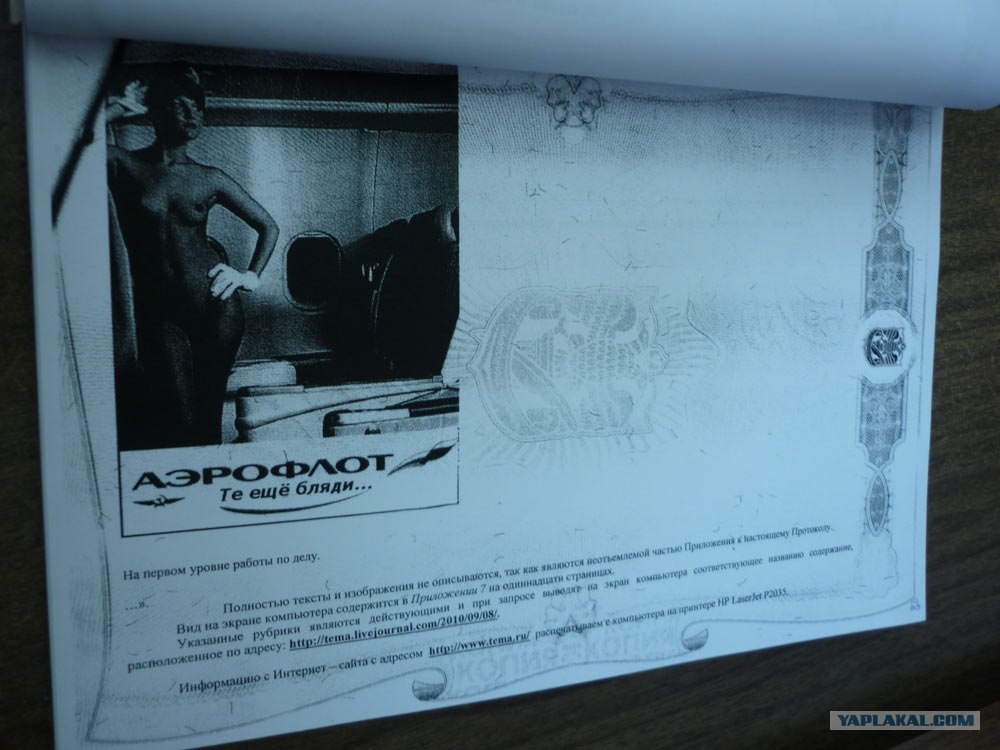 АЭРОФЛОТ
Те ещё бляди...
На первом уровне работы по делу.
...».
Полностью тексты и изображения не описываются, так как являются неотъемлемой частью Приложения к настоящему Протоколу.
Вид на экране компьютера содержится в Приложении 7 на одиннадцати страницах.
Указанные рубрики являются действующими и при запросе выводят на экран компьютера соответствующее названию содержание,
расположенное по адресу: http://tema.livejournal.com/2010/09/08/.
Информацию с Интернет – сайта с адресом http://www.tema.ru/ распечатываем с компьютера на принтере HP LaserJet P2035.
YAPLAKAL.COM